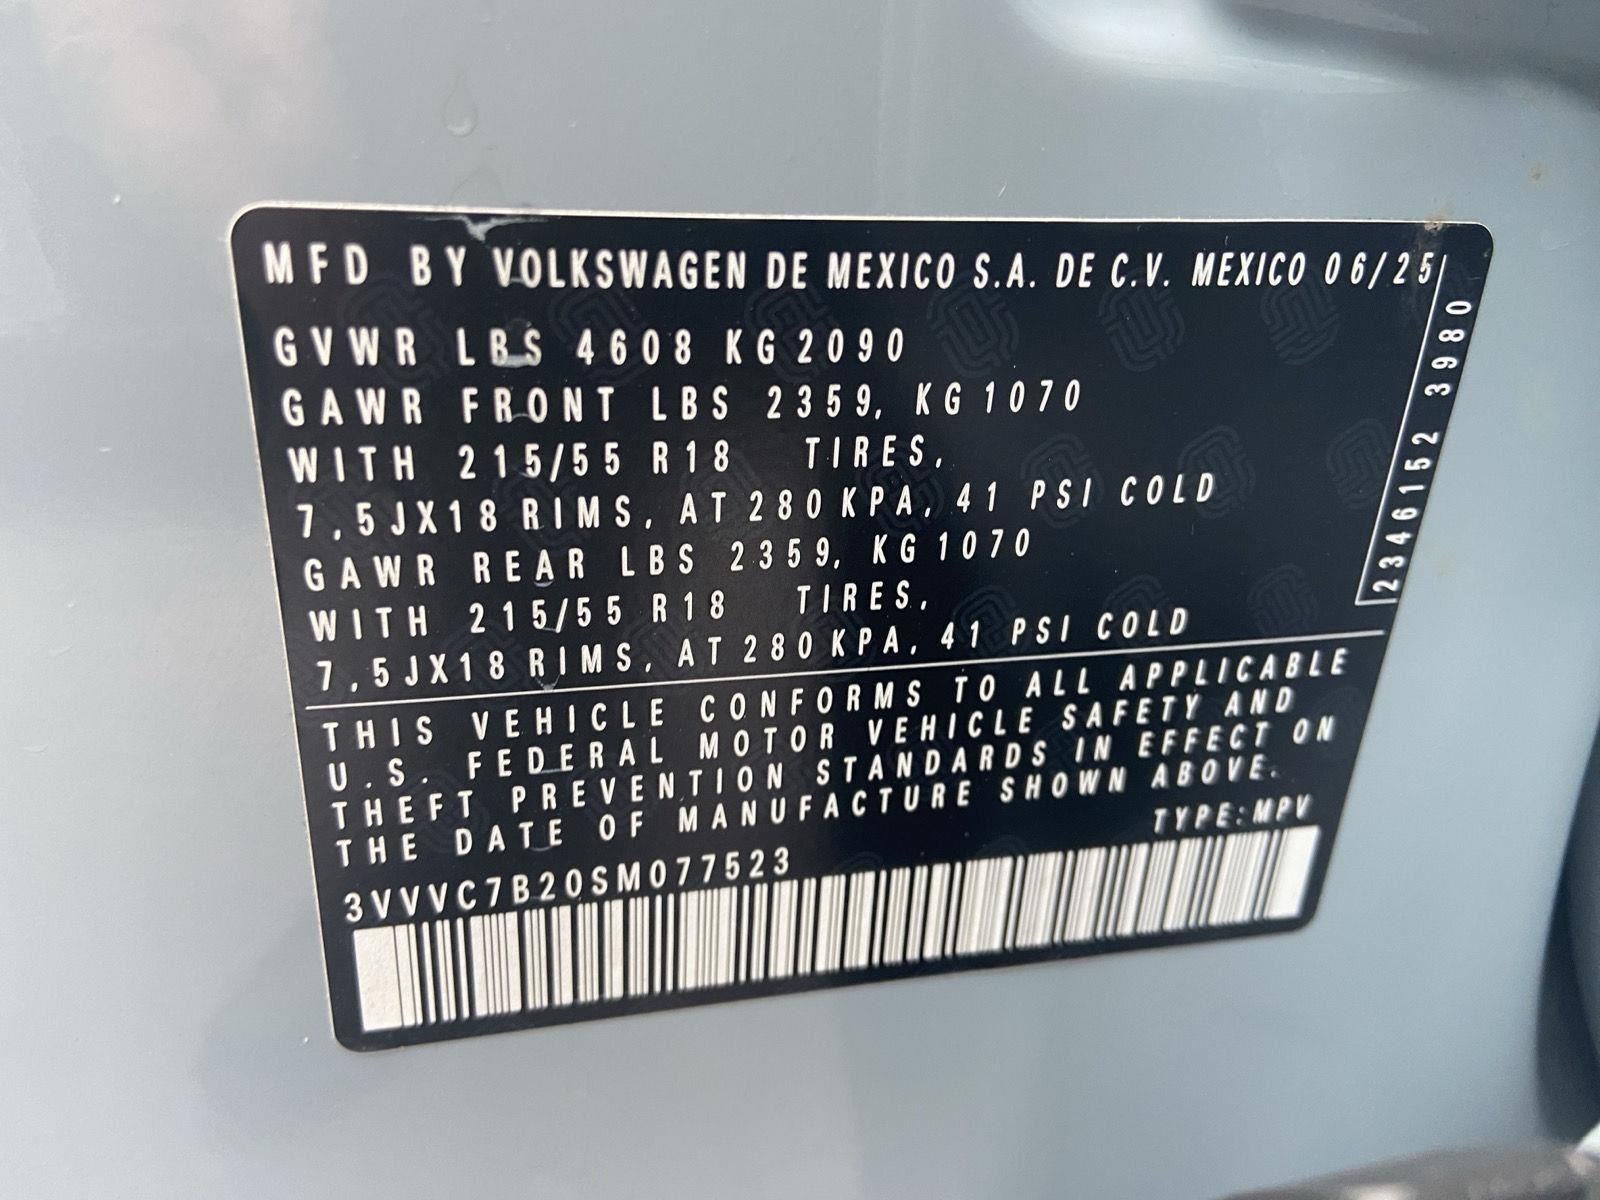 MFD BY VOLKSWAGEN DE MEXICO S.A. DE C.V. MEXICO 06/25
GVWR LBS 4608 KG 2090
GAWR FRONT LBS 2359, KG 1070
WITH 215/55 R18 TIRES,
7,5JX18 RIMS, AT 280 KPA, 41 PSI COLD
GAWR REAR LBS 2359, KG 1070
WITH 215/55 R18 TIRES,
7,5JX18 RIMS, AT 280 KPA, 41 PSI COLD
2346152 3980
THIS VEHICLE CONFORMS TO ALL APPLICABLE
U.S. FEDERAL MOTOR VEHICLE SAFETY AND
THEFT PREVENTION STANDARDS IN EFFECT ON
THE DATE OF MANUFACTURE SHOWN ABOVE.
TYPE:MPV
3VVVC7B20SM077523